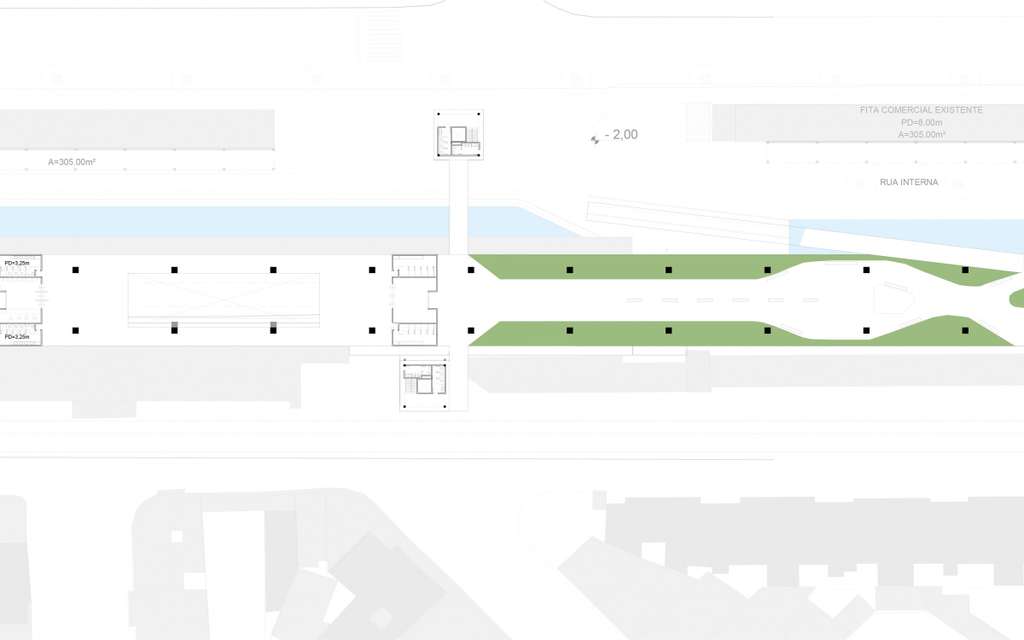 FITA COMERCIAL EXISTENTE
PD=8.00m
A=305.00m²
- 2,00
A=305.00m²
RUA INTERNA
PD=3,25m
PD=3,25m